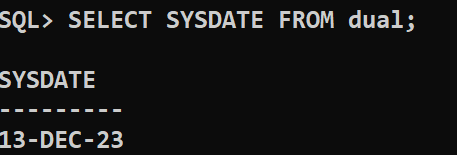 SQL> SELECT SYSDATE FROM dual;
SYSDATE
---------
13-DEC-23